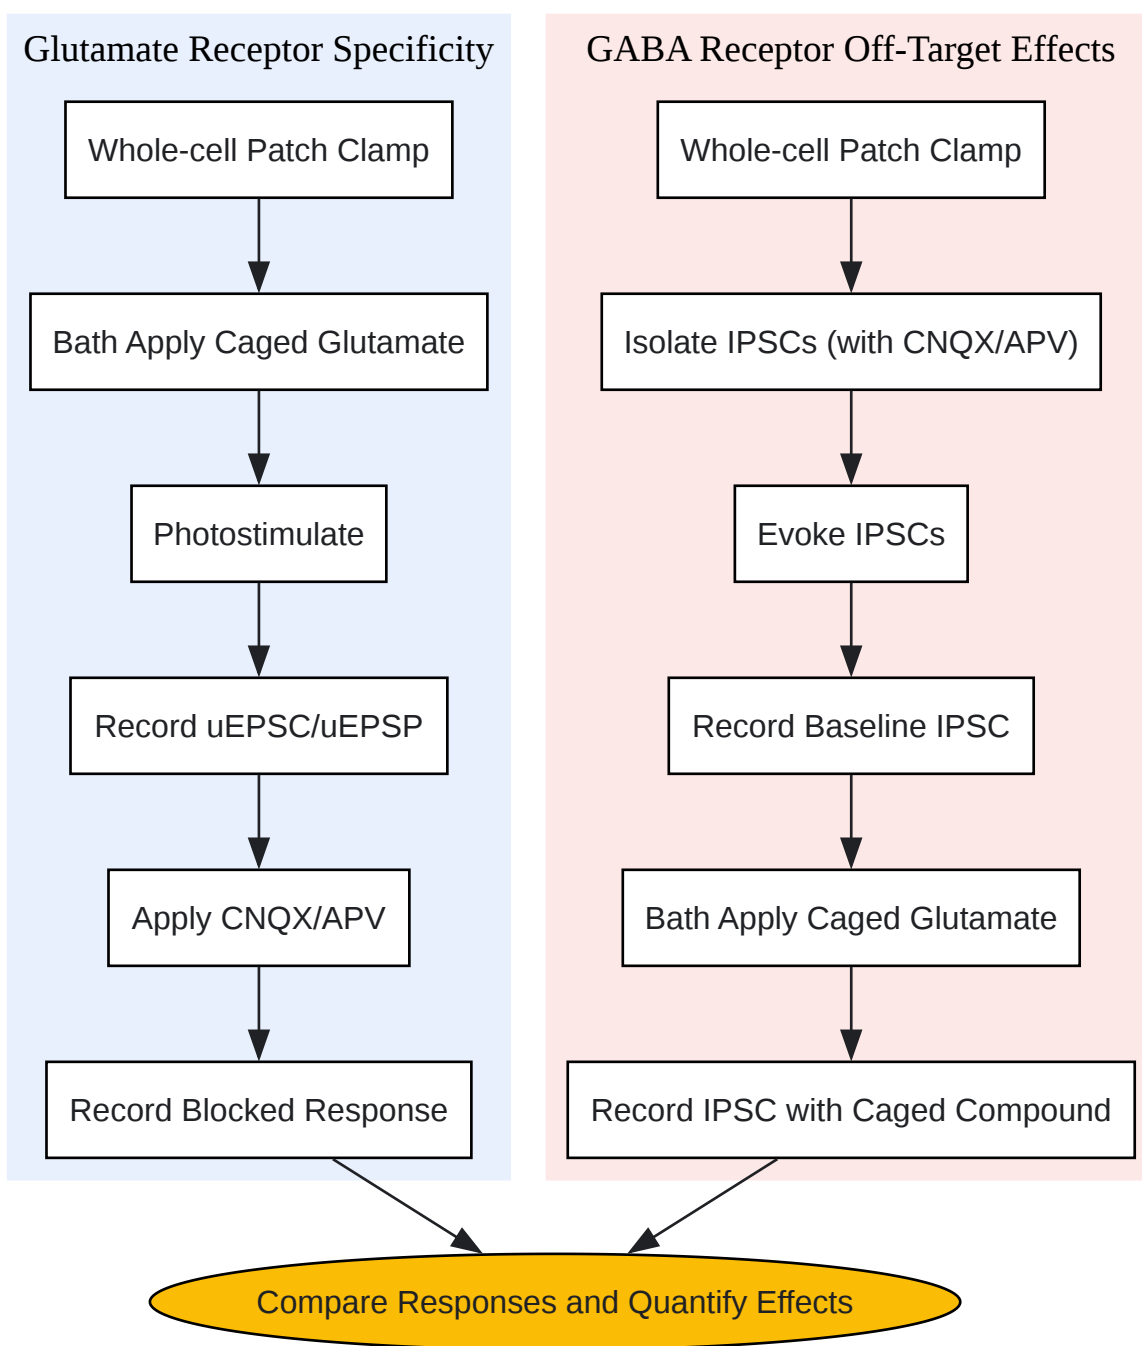 Glutamate Receptor Specificity
Whole-cell Patch Clamp
Bath Apply Caged Glutamate
Photostimulate
Record uEPSC/uEPSP
Apply CNQX/APV
Record Blocked Response
GABA Receptor Off-Target Effects
Whole-cell Patch Clamp
Isolate IPSCs (with CNQX/APV)
Evoke IPSCs
Record Baseline IPSC
Bath Apply Caged Glutamate
Record IPSC with Caged Compound
Compare Responses and Quantify Effects